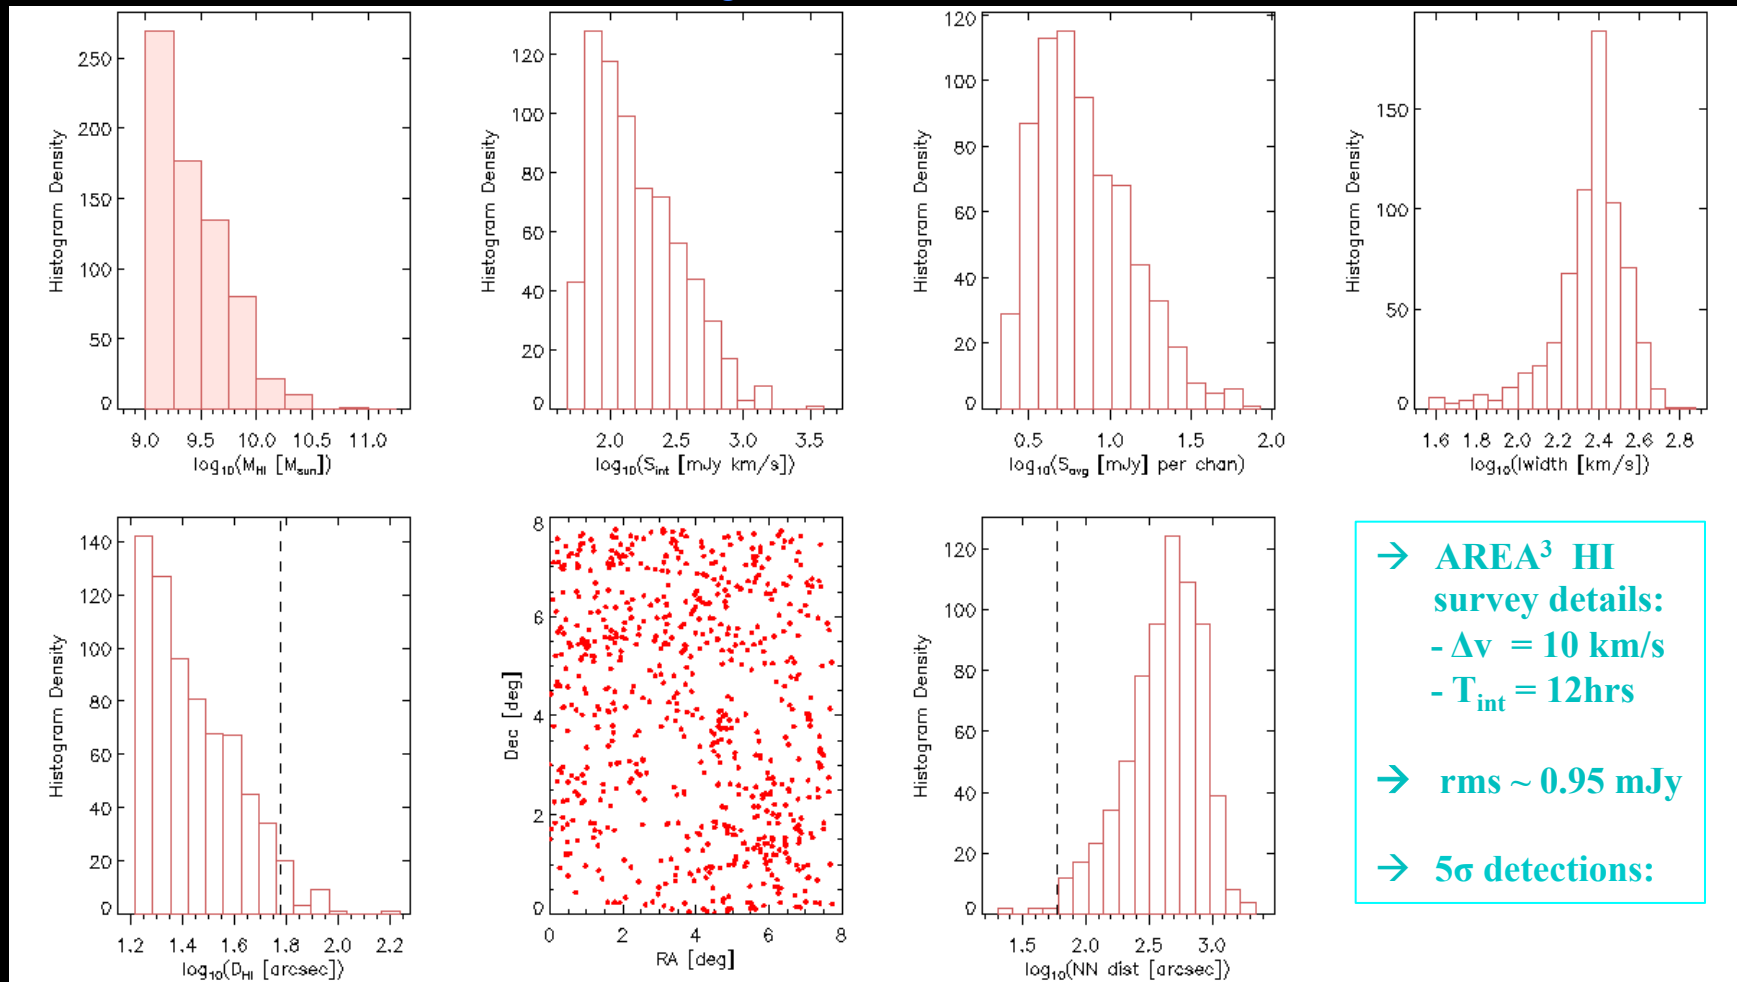 250
200
150
100
50
0
Histogram Density
9.0 9.5 10.0 10.5 11.0
log₁₀(M_HI [M_sun])
120
100
80
60
40
20
0
Histogram Density
2.0 2.5 3.0 3.5
log₁₀(S_int [mJy km/s])
120
100
80
60
40
20
0
Histogram Density
0.5 1.0 1.5 2.0
log₁₀(S_avg [mJy] per chan)
150
100
50
0
Histogram Density
1.6 1.8 2.0 2.2 2.4 2.6 2.8
log₁₀(lwidth [km/s])
140
120
100
80
60
40
20
0
Histogram Density
1.2 1.4 1.6 1.8 2.0 2.2
log₁₀(D_HI [arcsec])
8
6
4
2
0
Dec [deg]
0 2 4 6 8
RA [deg]
120
100
80
60
40
20
0
Histogram Density
1.5 2.0 2.5 3.0
log₁₀(NN dist [arcsec])
→ AREA³ HI
survey details:
- Δv = 10 km/s
- T_int = 12hrs
→ rms ~ 0.95 mJy
→ 5σ detections: